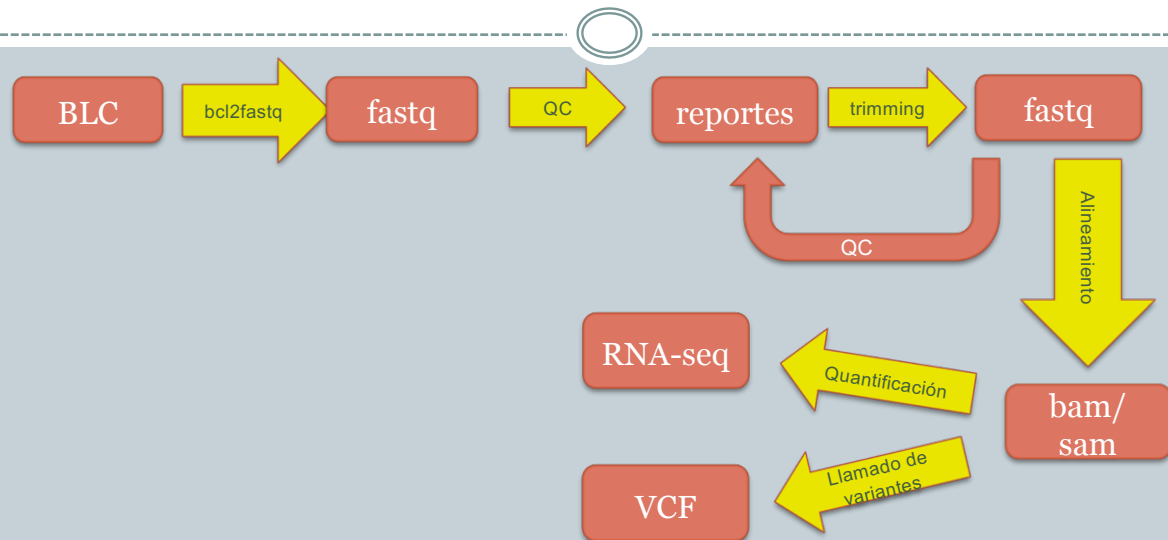 BLC
bcl2fastq
fastq
QC
reportes
trimming
fastq
QC
Alineamiento
RNA-seq
Quantificación
bam/
sam
Llamado de
variantes
VCF